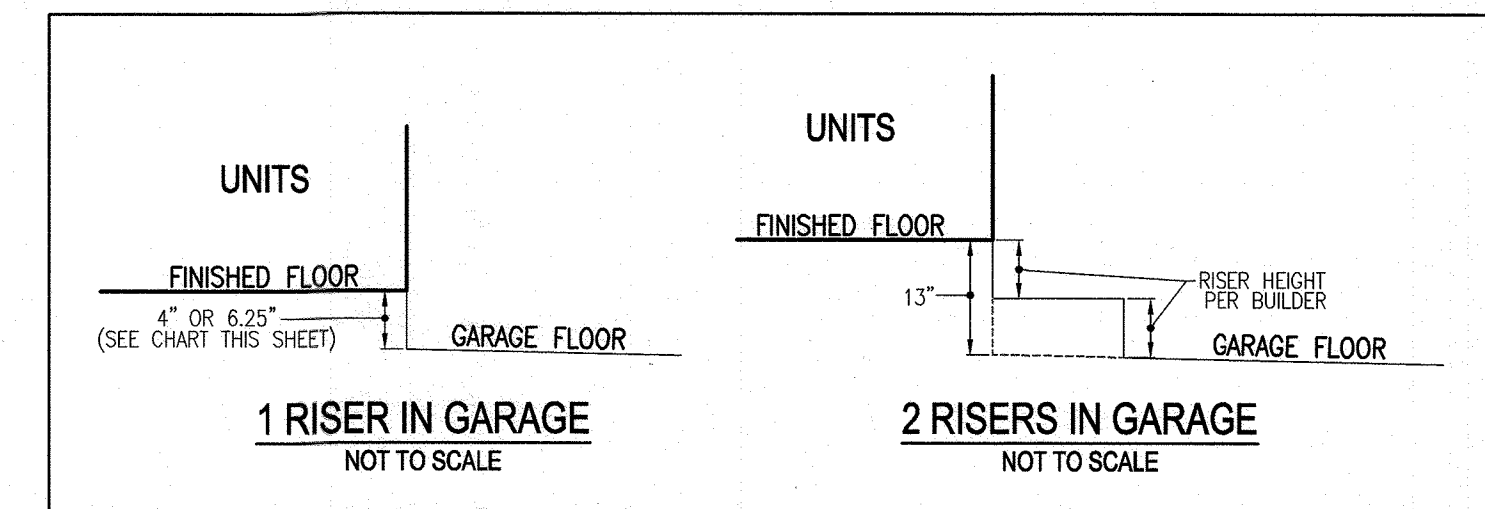 UNITS
FINISHED FLOOR
4" OR 6.25"
(SEE CHART THIS SHEET)
GARAGE FLOOR
1 RISER IN GARAGE
NOT TO SCALE
UNITS
FINISHED FLOOR
13"
RISER HEIGHT
PER BUILDER
GARAGE FLOOR
2 RISERS IN GARAGE
NOT TO SCALE